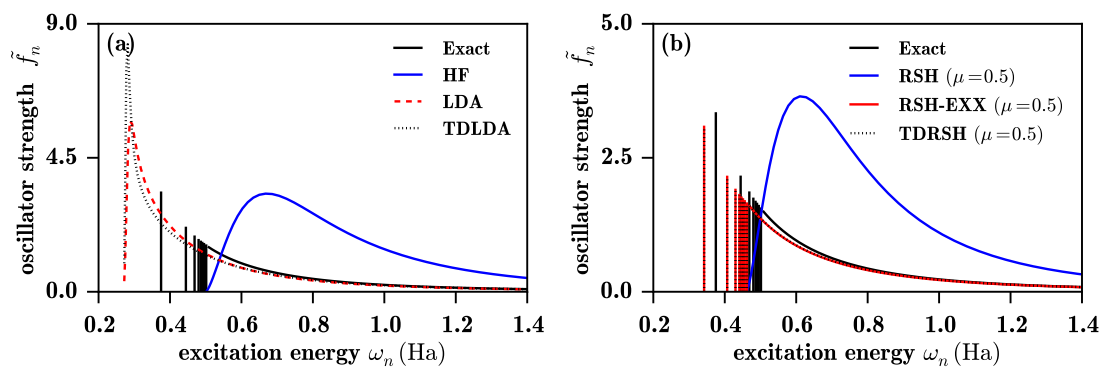 9.0
4.5
0.0
oscillator strength f̃ₙ
(a)
Exact
HF
LDA
TDLDA
0.2 0.4 0.6 0.8 1.0 1.2 1.4
excitation energy ωₙ (Ha)
5.0
2.5
0.0
oscillator strength f̃ₙ
(b)
Exact
RSH (μ=0.5)
RSH-EXX (μ=0.5)
TDRSH (μ=0.5)
0.2 0.4 0.6 0.8 1.0 1.2 1.4
excitation energy ωₙ (Ha)